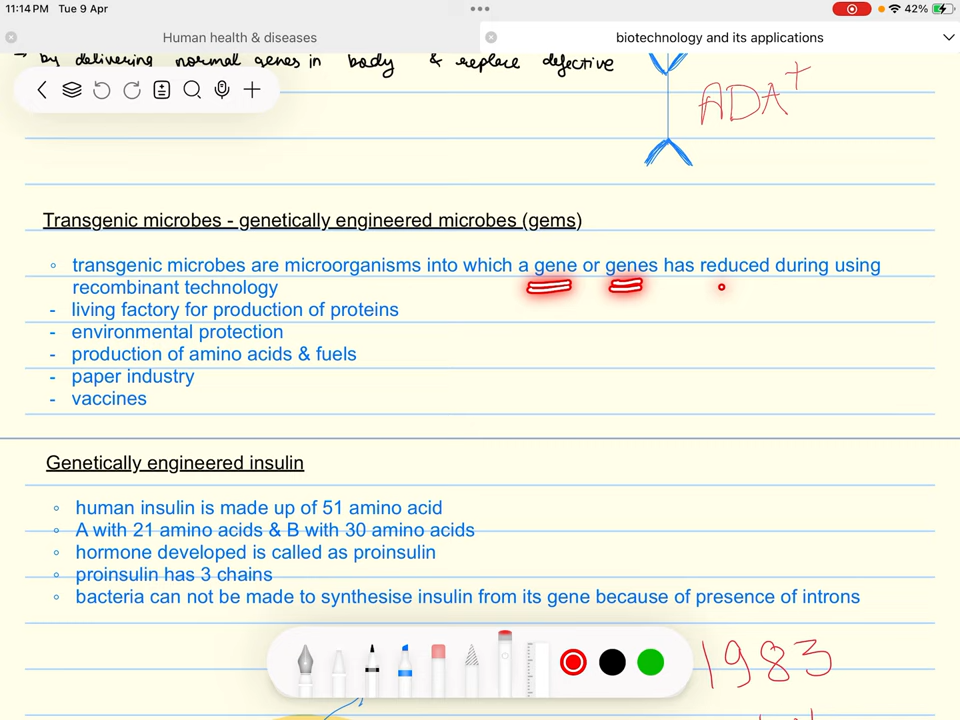 11:14 PM Tue 9 Apr
42%
Human health & diseases
biotechnology and its applications
→ by delivering normal genes in body & replace defective
ADA+
Transgenic microbes - genetically engineered microbes (gems)
◦ transgenic microbes are microorganisms into which a gene or genes has reduced during using
recombinant technology
- living factory for production of proteins
- environmental protection
- production of amino acids & fuels
- paper industry
- vaccines
Genetically engineered insulin
◦ human insulin is made up of 51 amino acid
◦ A with 21 amino acids & B with 30 amino acids
◦ hormone developed is called as proinsulin
◦ proinsulin has 3 chains
◦ bacteria can not be made to synthesise insulin from its gene because of presence of introns
1983